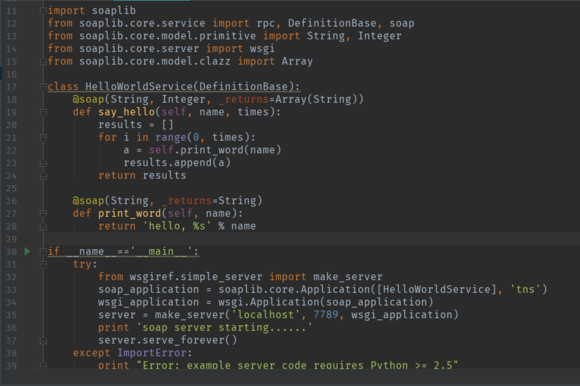 11 import soaplib
12 from soaplib.core.service import rpc, DefinitionBase, soap
13 from soaplib.core.model.primitive import String, Integer
14 from soaplib.core.server import wsgi
15 from soaplib.core.model.clazz import Array
16
17 class HelloWorldService(DefinitionBase):
18     @soap(String, Integer, _returns=Array(String))
19     def say_hello(self, name, times):
20         results = []
21         for i in range(0, times):
22             a = self.print_word(name)
23             results.append(a)
24         return results
25
26     @soap(String, _returns=String)
27     def print_word(self, name):
28         return 'hello, %s' % name
29
30 if __name__=='__main__':
31     try:
32         from wsgiref.simple_server import make_server
33         soap_application = soaplib.core.Application([HelloWorldService], 'tns')
34         wsgi_application = wsgi.Application(soap_application)
35         server = make_server('localhost', 7789, wsgi_application)
36         print 'soap server starting......'
37         server.serve_forever()
38     except ImportError:
39         print "Error: example server code requires Python >= 2.5"